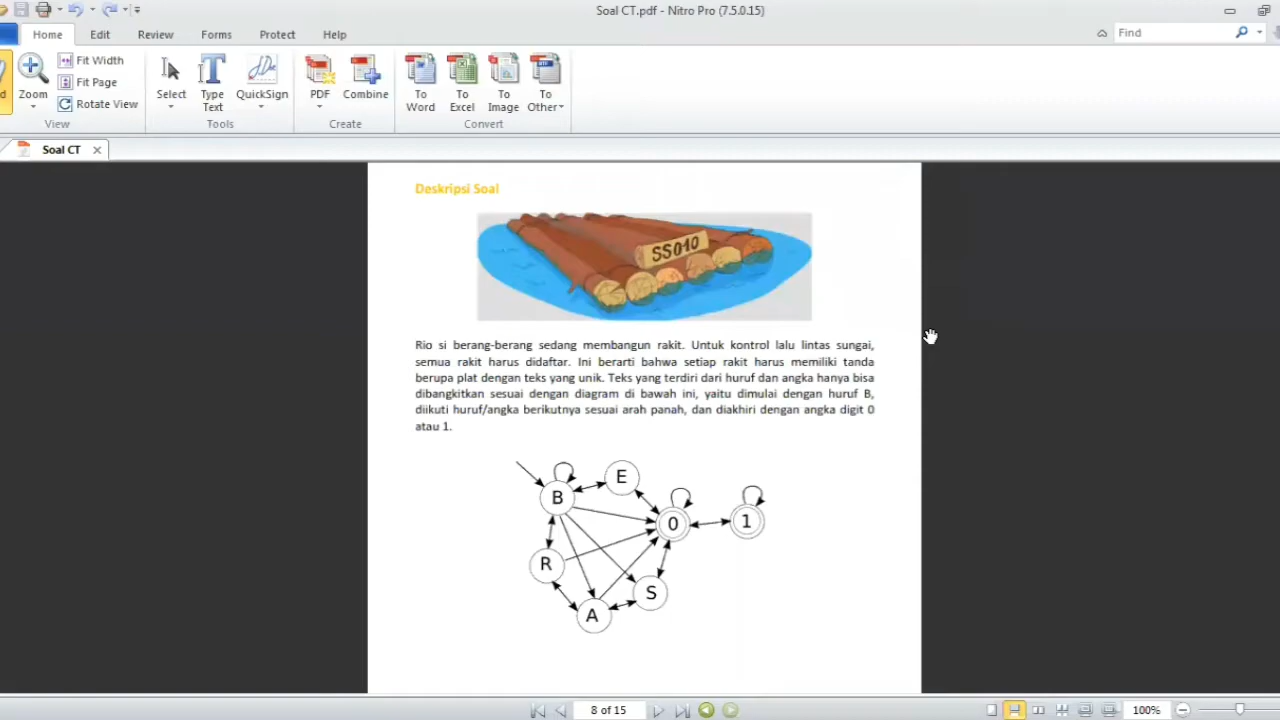 Soal CT.pdf - Nitro Pro (7.5.0.15)
Home Edit Review Forms Protect Help Find
Zoom
Fit Width
Fit Page
Rotate View
View
Select
Type Text
QuickSign
Tools
PDF
Combine
Create
To Word
To Excel
To Image
To Other
Convert
Soal CT
Deskripsi Soal
SS010
Rio si berang-berang sedang membangun rakit. Untuk kontrol lalu lintas sungai,
semua rakit harus didaftar. Ini berarti bahwa setiap rakit harus memiliki tanda
berupa plat dengan teks yang unik. Teks yang terdiri dari huruf dan angka hanya bisa
dibangkitkan sesuai dengan diagram di bawah ini, yaitu dimulai dengan huruf B,
diikuti huruf/angka berikutnya sesuai arah panah, dan diakhiri dengan angka digit 0
atau 1.
E
B
0
1
R
S
A
8 of 15
100%